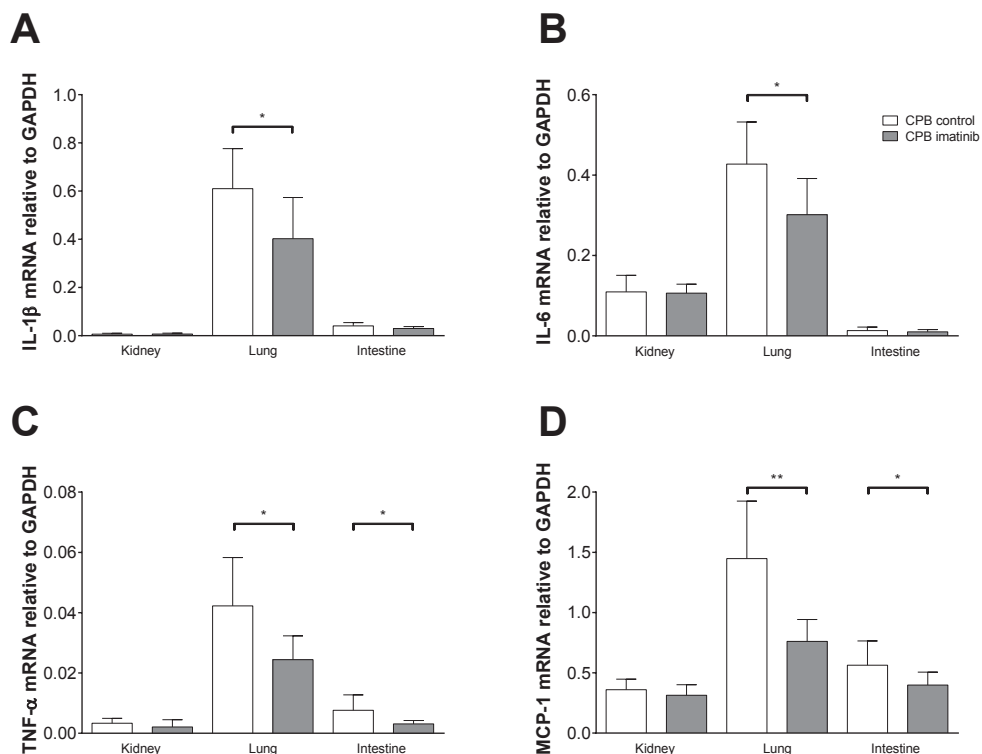 A
IL-1β mRNA relative to GAPDH
1.0
0.8
0.6
0.4
0.2
0.0
*
Kidney Lung Intestine
B
IL-6 mRNA relative to GAPDH
0.6
0.4
0.2
0.0
*
CPB control
CPB imatinib
Kidney Lung Intestine
C
TNF-α mRNA relative to GAPDH
0.08
0.06
0.04
0.02
0.00
* *
Kidney Lung Intestine
D
MCP-1 mRNA relative to GAPDH
2.0
1.5
1.0
0.5
0.0
** *
Kidney Lung Intestine